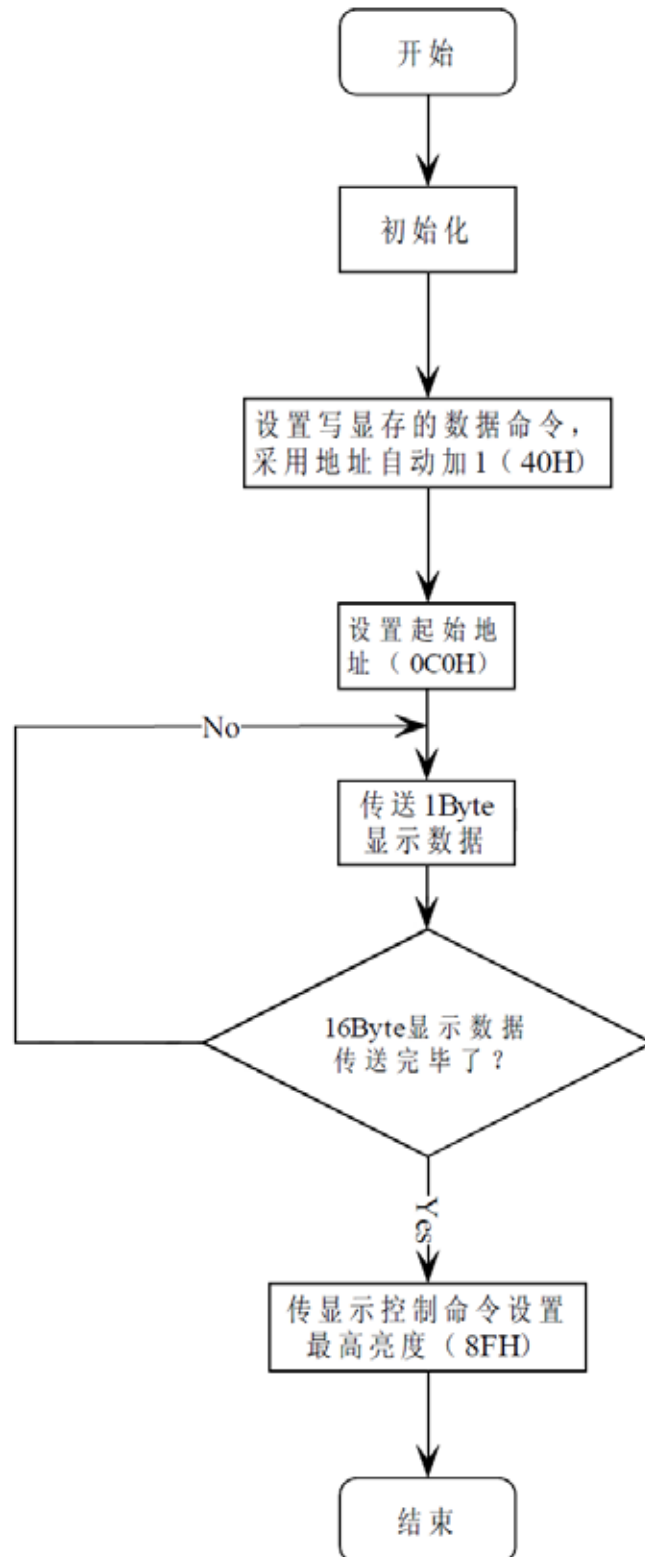 开始
初始化
设置写显存的数据命令，
采用地址自动加1（40H）
设置起始地
址（0C0H）
No
传送1Byte
显示数据
16Byte显示数据
传送完毕了？
Yes
传显示控制命令设置
最高亮度（8FH）
结束